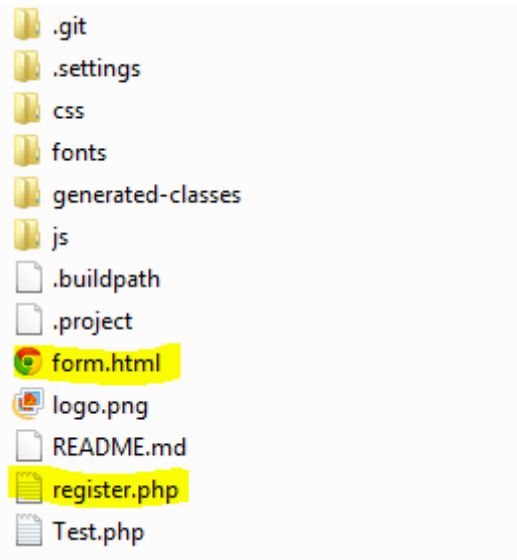 .git
.settings
css
fonts
generated-classes
js
.buildpath
.project
form.html
logo.png
README.md
register.php
Test.php